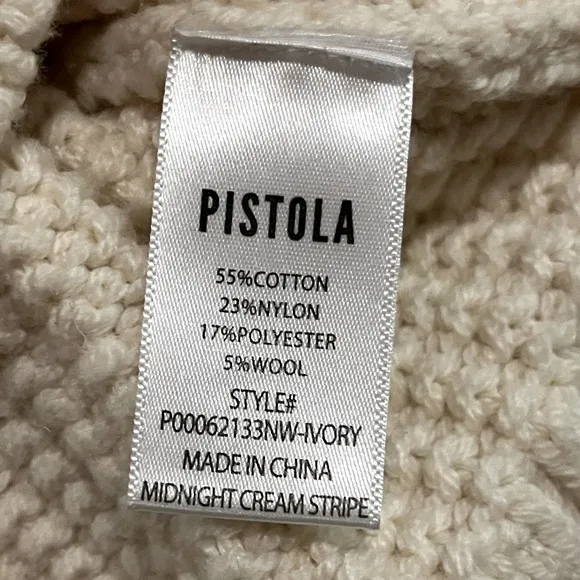 PISTOLA
55%COTTON
23%NYLON
17%POLYESTER
5%WOOL
STYLE#
P00062133NW-IVORY
MADE IN CHINA
MIDNIGHT CREAM STRIPE